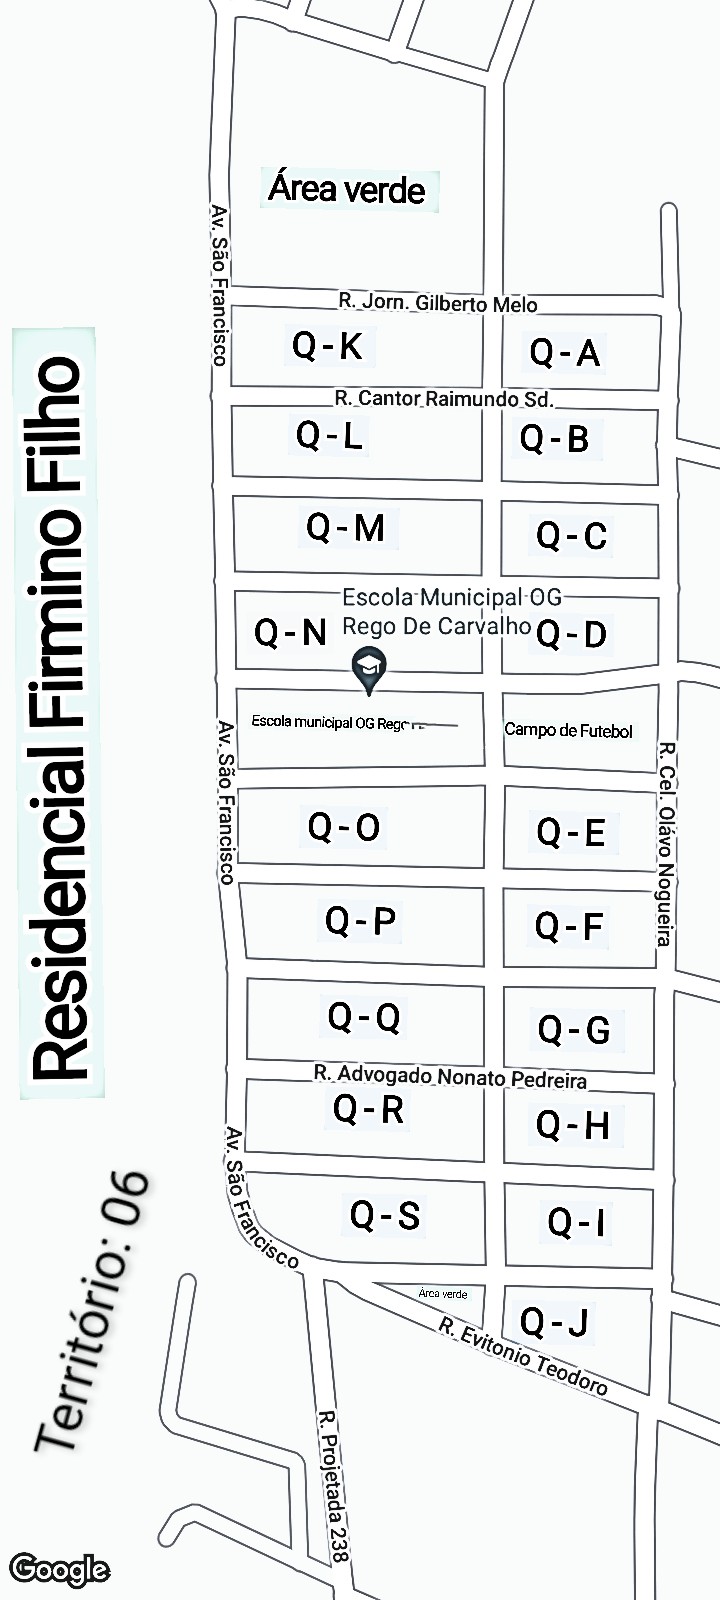 Área verde
Av. São Francisco
R. Jorn. Gilberto Melo
Q-K
Q-A
R. Cantor Raimundo Sd.
Q-L
Q-B
Q-M
Q-C
Escola Municipal OG
Rego De Carvalho
Q-N
Q-D
Escola municipal OG Rego
Campo de Futebol
Av. São Francisco
R. Cel. Olavo Nogueira
Q-O
Q-E
Q-P
Q-F
Q-Q
Q-G
R. Advogado Nonato Pedreira
Q-R
Q-H
Av. São Francisco
Q-S
Q-I
Área verde
Q-J
R. Evitonio Teodoro
R. Projetada 238
Residencial Firmino Filho
Território: 06
Google